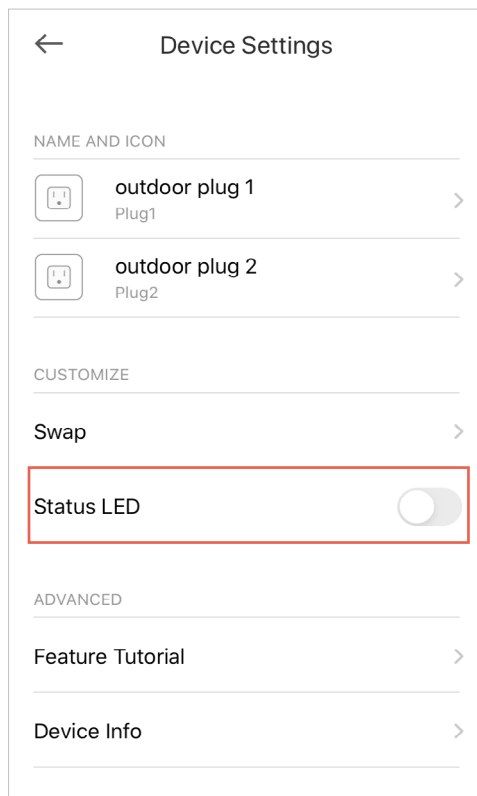 Device Settings
NAME AND ICON
outdoor plug 1
Plug1
outdoor plug 2
Plug2
CUSTOMIZE
Swap
Status LED
ADVANCED
Feature Tutorial
Device Info